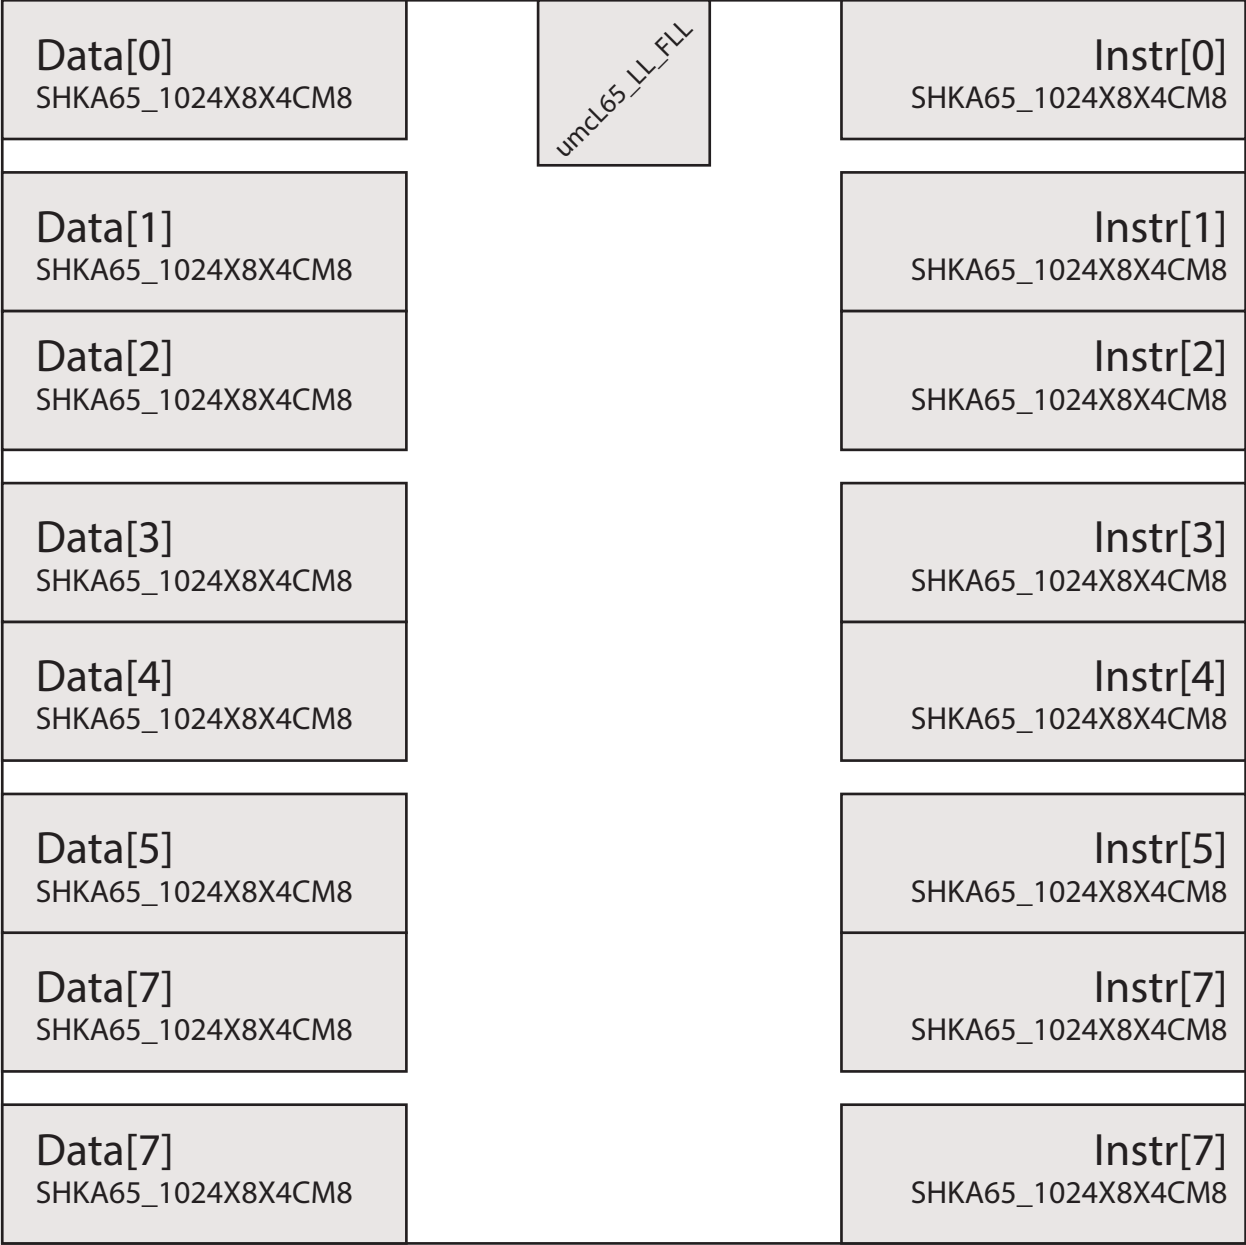 Data[0]
SHKA65_1024X8X4CM8
umcL65_LL_FLL
Instr[0]
SHKA65_1024X8X4CM8
Data[1]
SHKA65_1024X8X4CM8
Instr[1]
SHKA65_1024X8X4CM8
Data[2]
SHKA65_1024X8X4CM8
Instr[2]
SHKA65_1024X8X4CM8
Data[3]
SHKA65_1024X8X4CM8
Instr[3]
SHKA65_1024X8X4CM8
Data[4]
SHKA65_1024X8X4CM8
Instr[4]
SHKA65_1024X8X4CM8
Data[5]
SHKA65_1024X8X4CM8
Instr[5]
SHKA65_1024X8X4CM8
Data[7]
SHKA65_1024X8X4CM8
Instr[7]
SHKA65_1024X8X4CM8
Data[7]
SHKA65_1024X8X4CM8
Instr[7]
SHKA65_1024X8X4CM8